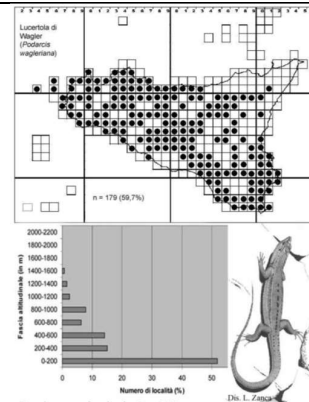 Lucertola di
Wagler
(Podarcis
wagleriana)
n = 179 (59,7%)
Fascia altitudinale (in m)
2000-2200
1800-2000
1600-1800
1400-1600
1200-1400
1000-1200
800-1000
600-800
400-600
200-400
0-200
0 10 20 30 40 50 60
Numero di località (%)
Dis. L. Zanca